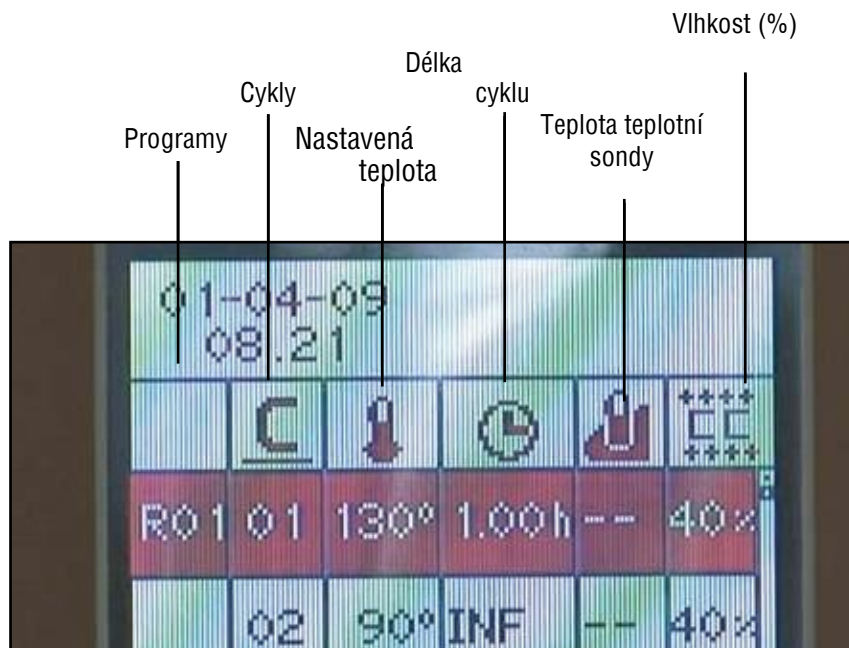 Vlhkost (%)
Délka
cyklu
Cykly
Teplota teplotní
sondy
Programy
Nastavená
teplota
01-04-09
08.21
C
R01 01 130° 1.00h -- 40%
02 90° INF -- 40%